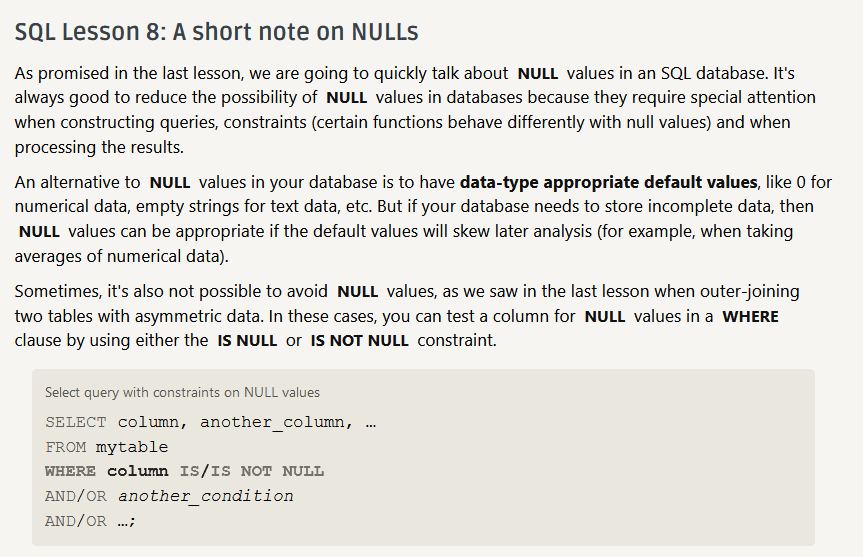 SQL Lesson 8: A short note on NULLs
As promised in the last lesson, we are going to quickly talk about NULL values in an SQL database. It's
always good to reduce the possibility of NULL values in databases because they require special attention
when constructing queries, constraints (certain functions behave differently with null values) and when
processing the results.
An alternative to NULL values in your database is to have data-type appropriate default values, like 0 for
numerical data, empty strings for text data, etc. But if your database needs to store incomplete data, then
NULL values can be appropriate if the default values will skew later analysis (for example, when taking
averages of numerical data).
Sometimes, it's also not possible to avoid NULL values, as we saw in the last lesson when outer-joining
two tables with asymmetric data. In these cases, you can test a column for NULL values in a WHERE
clause by using either the IS NULL or IS NOT NULL constraint.
Select query with constraints on NULL values
SELECT column, another_column, …
FROM mytable
WHERE column IS/IS NOT NULL
AND/OR another_condition
AND/OR …;